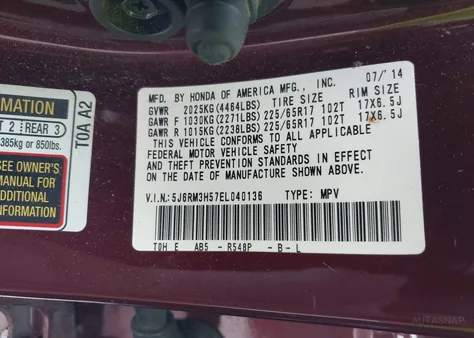 MFD. BY HONDA OF AMERICA MFG., INC. 07/'14
GVWR 2025KG(4464LBS) TIRE SIZE RIM SIZE
GAWR F 1030KG(2271LBS) 225/65R17 102T 17X6.5J
GAWR R 1015KG(2238LBS) 225/65R17 102T 17X6.5J
THIS VEHICLE CONFORMS TO ALL APPLICABLE
FEDERAL MOTOR VEHICLE SAFETY
AND THEFT PREVENTION STANDARDS IN EFFECT
ON THE DATE OF MANUFACTURE SHOWN ABOVE.
V.I.N.: 5J6RM3H57EL040136 TYPE: MPV
T0H E AB5 - R548P - B - L
MATION
T 2 REAR 3
385kg or 850lbs.
SEE OWNER'S
MANUAL FOR
ADDITIONAL
INFORMATION
T0A A2
AUTASNAP